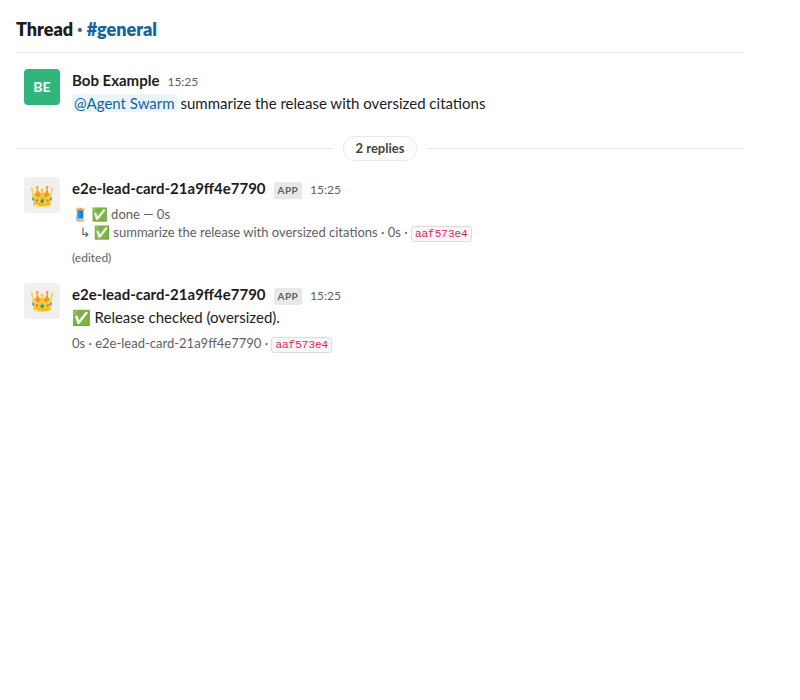 Thread • #general
BE
Bob Example 15:25
@Agent Swarm summarize the release with oversized citations
2 replies
e2e-lead-card-21a9ff4e7790 APP 15:25
🧵 ✅ done — 0s
↳ ✅ summarize the release with oversized citations · 0s · aaf573e4
(edited)
e2e-lead-card-21a9ff4e7790 APP 15:25
✅ Release checked (oversized).
0s · e2e-lead-card-21a9ff4e7790 · aaf573e4